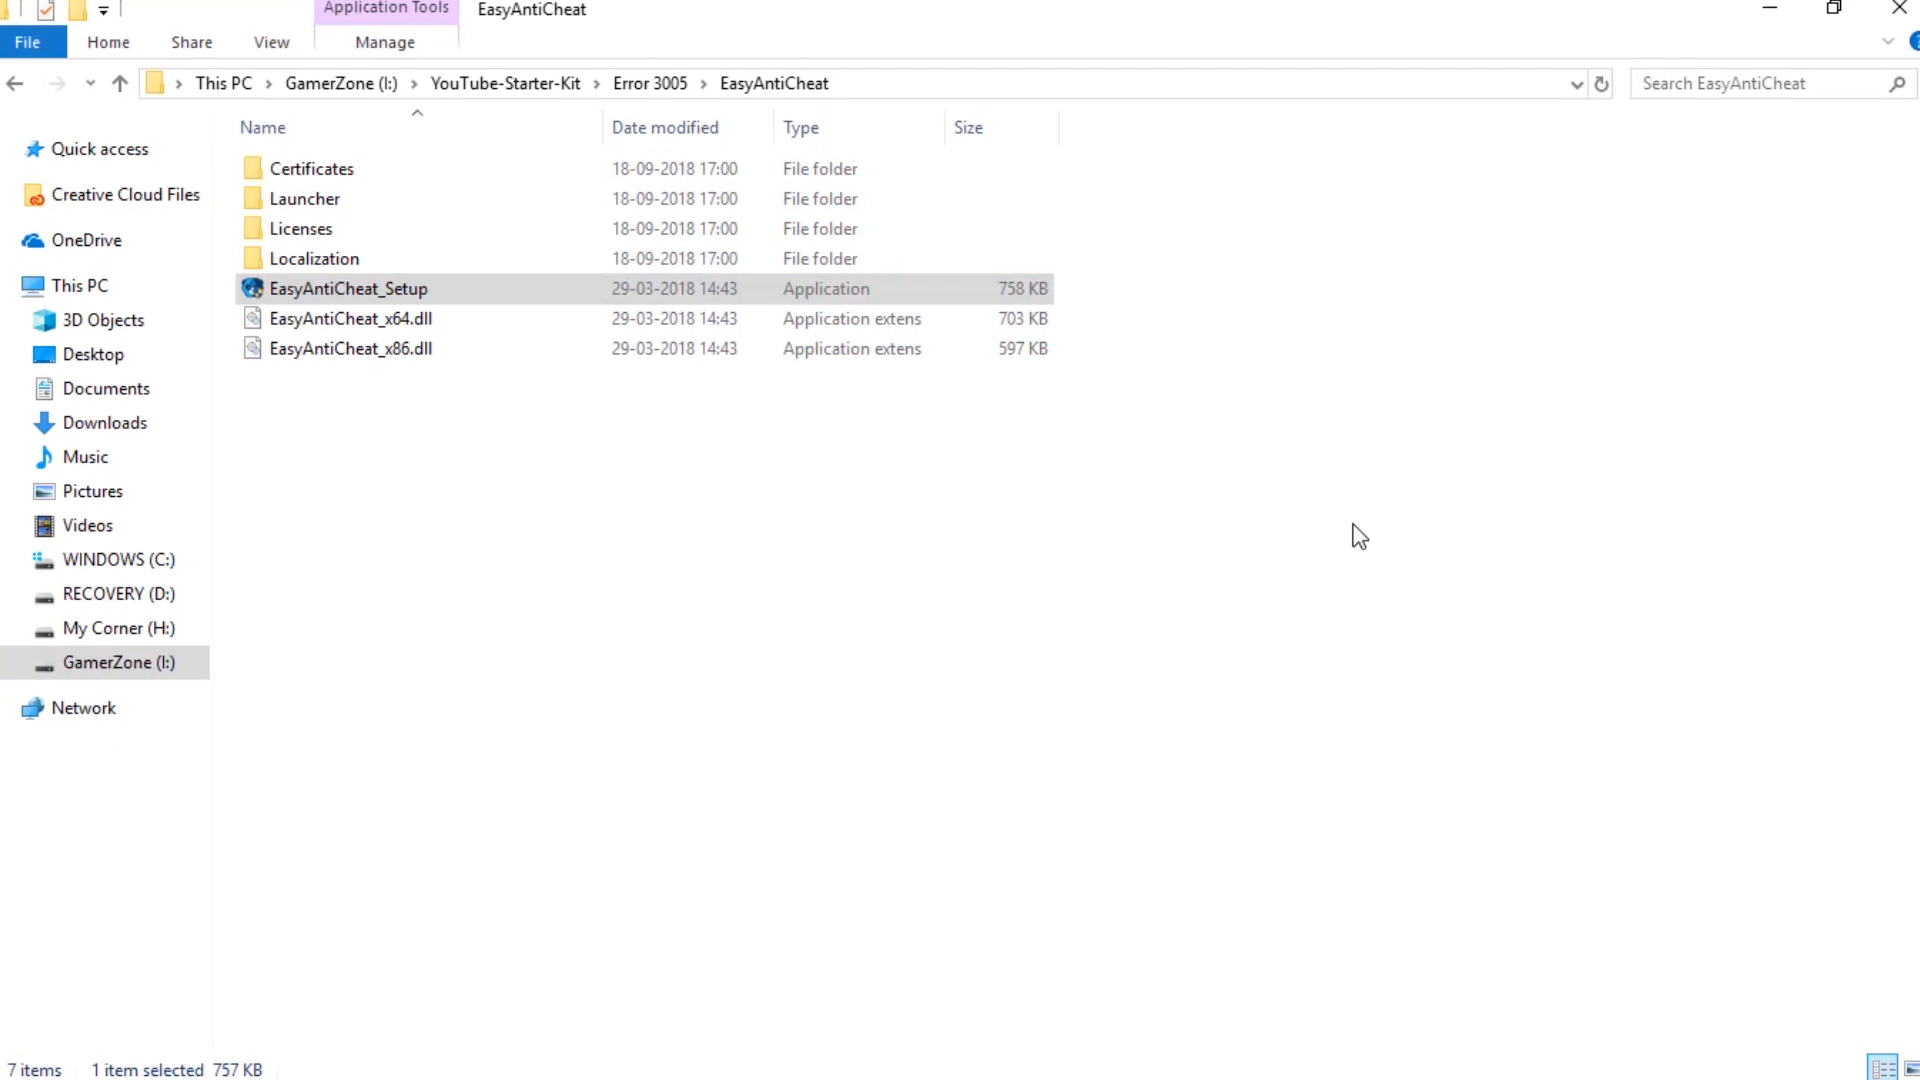 Application Tools EasyAntiCheat
File Home Share View Manage
This PC GamerZone (I:) YouTube-Starter-Kit Error 3005 EasyAntiCheat Search EasyAntiCheat
Name Date modified Type Size
Quick access
Creative Cloud Files
OneDrive
This PC
3D Objects
Desktop
Documents
Downloads
Music
Pictures
Videos
WINDOWS (C:)
RECOVERY (D:)
My Corner (H:)
GamerZone (I:)
Network
Certificates 18-09-2018 17:00 File folder
Launcher 18-09-2018 17:00 File folder
Licenses 18-09-2018 17:00 File folder
Localization 18-09-2018 17:00 File folder
EasyAntiCheat_Setup 29-03-2018 14:43 Application 758 KB
EasyAntiCheat_x64.dll 29-03-2018 14:43 Application extens 703 KB
EasyAntiCheat_x86.dll 29-03-2018 14:43 Application extens 597 KB
7 items 1 item selected 757 KB